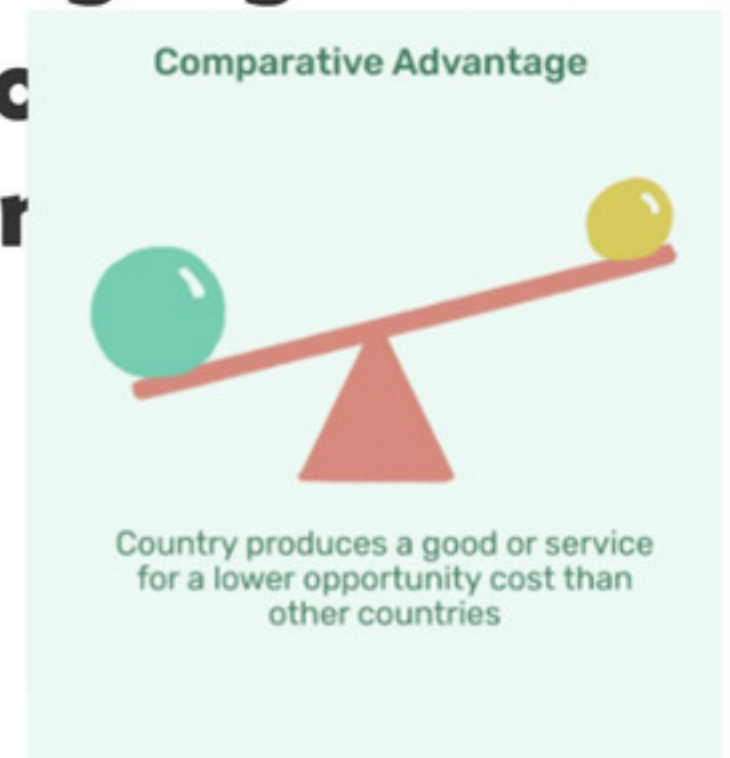 Comparative Advantage
Country produces a good or service
for a lower opportunity cost than
other countries